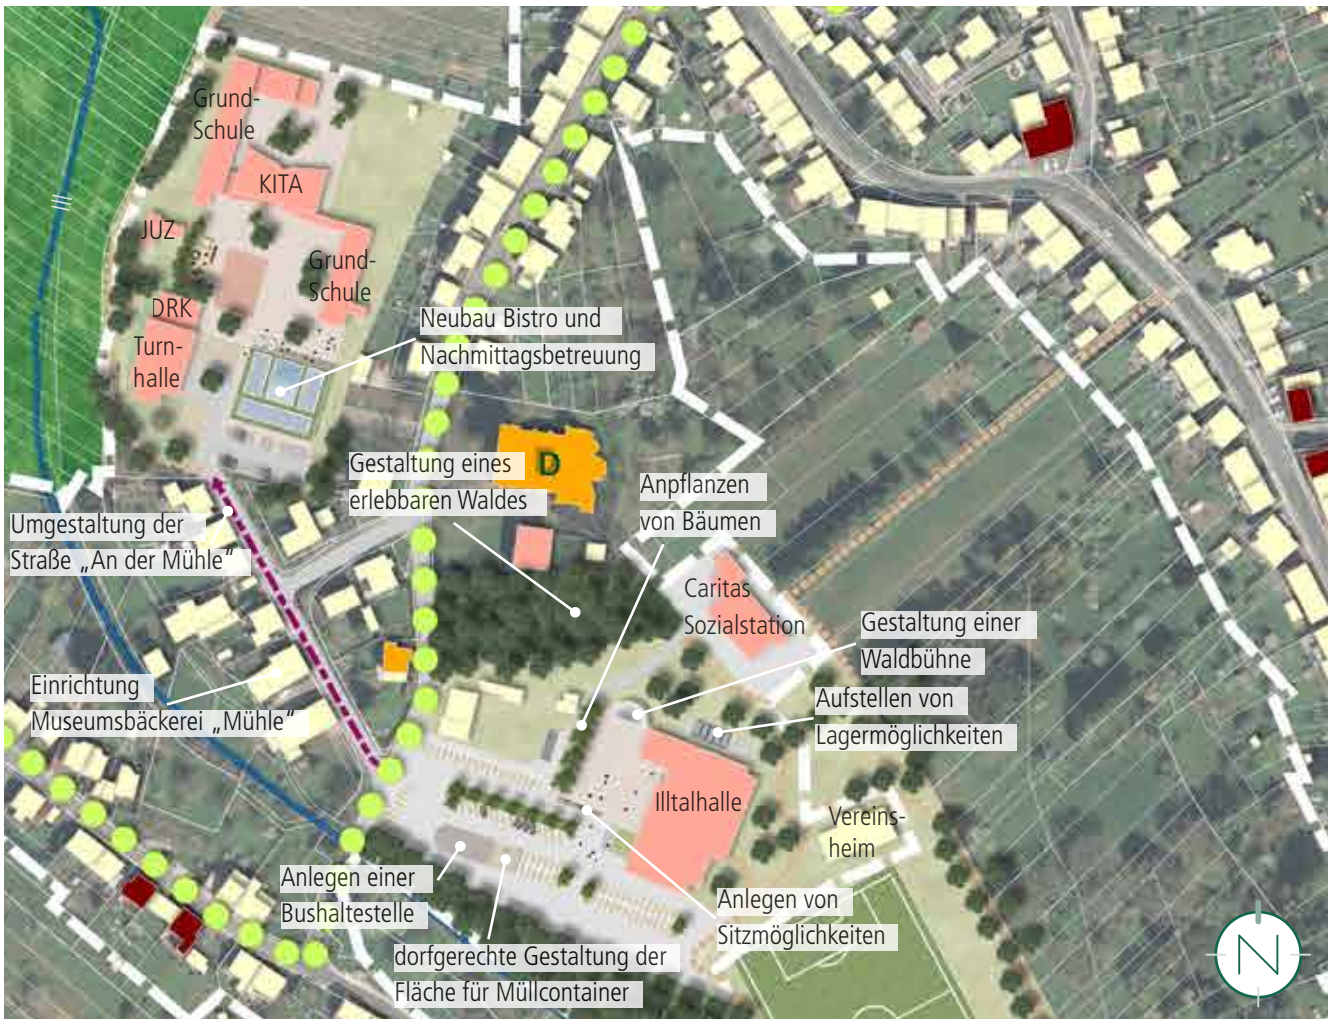 Grund-
Schule
KITA
JUZ
Grund-
Schule
DRK
Turn-
halle
Neubau Bistro und
Nachmittagsbetreuung
D
Gestaltung eines
erlebbaren Waldes
Anpflanzen
von Bäumen
Umgestaltung der
Straße „An der Mühle“
Caritas
Sozialstation
Gestaltung einer
Waldbühne
Einrichtung
Museumsbäckerei „Mühle“
Aufstellen von
Lagermöglichkeiten
Illtalhalle
Vereins-
heim
Anlegen einer
Bushaltestelle
Anlegen von
Sitzmöglichkeiten
dorfgerechte Gestaltung der
Fläche für Müllcontainer
N